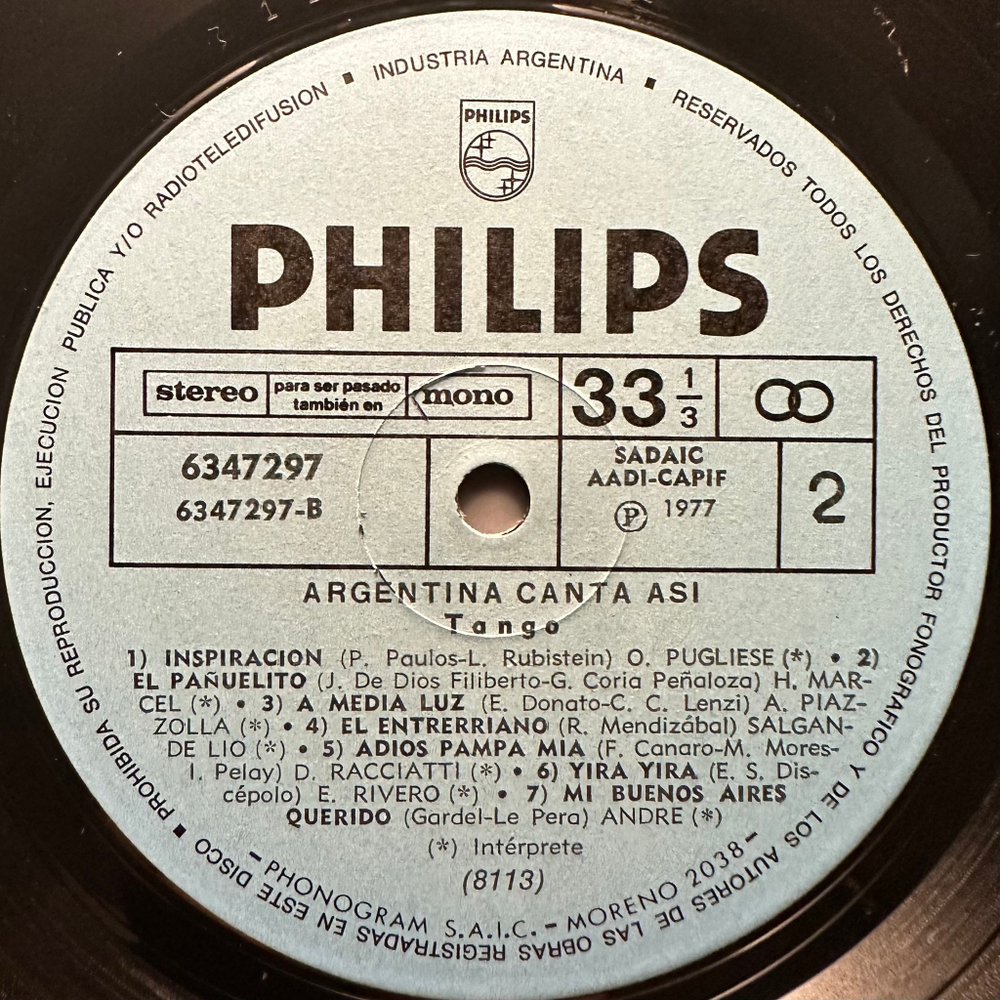 PROHIBIDA SU REPRODUCCION, EJECUCION PUBLICA Y/O RADIOTELEDIFUSION ▪ INDUSTRIA ARGENTINA ▪ RESERVADOS TODOS LOS DERECHOS DEL PRODUCTOR FONOGRAFICO Y DE LOS AUTORES DE LAS OBRAS REGISTRADAS EN ESTE DISCO ▪
PHILIPS
PHILIPS
stereo para ser pasado también en mono
33 1/3
6347297
6347297-B
SADAIC
AADI-CAPIF
Ⓟ 1977
2
ARGENTINA CANTA ASI
Tango
1) INSPIRACION (P. Paulos-L. Rubistein) O. PUGLIESE (*) • 2)
EL PAÑUELITO (J. De Dios Filiberto-G. Coria Peñaloza) H. MAR-
CEL (*) • 3) A MEDIA LUZ (E. Donato-C. C. Lenzi) A. PIAZ-
ZOLLA (*) • 4) EL ENTRERRIANO (R. Mendizábal) SALGAN-
DE LIO (*) • 5) ADIOS PAMPA MIA (F. Canaro-M. Mores-
I. Pelay) D. RACCIATTI (*) • 6) YIRA YIRA (E. S. Dis-
cépolo) E. RIVERO (*) • 7) MI BUENOS AIRES
QUERIDO (Gardel-Le Pera) ANDRE (*)
(*) Intérprete
(8113)
– PHONOGRAM S.A.I.C. – MORENO 2038 –